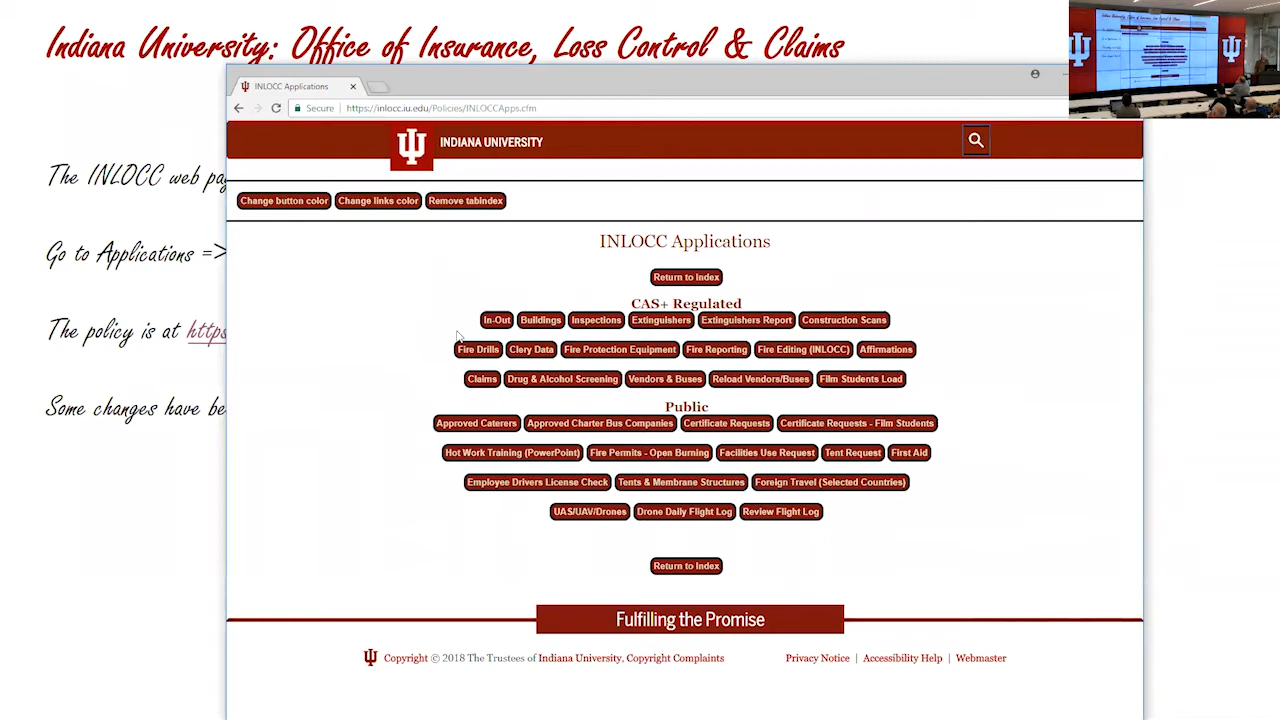 Indiana University: Office of Insurance, Loss Control & Claims
INLOCC Applications
Secure https://inlocc.iu.edu/Policies/INLOCCApps.cfm
INDIANA UNIVERSITY
The INLOCC web pag
Change button color Change links color Remove tabindex
Go to Applications =>
INLOCC Applications
Return to Index
CAS+ Regulated
In-Out Buildings Inspections Extinguishers Extinguishers Report Construction Scans
The policy is at https
Fire Drills Clery Data Fire Protection Equipment Fire Reporting Fire Editing (INLOCC) Affirmations
Claims Drug & Alcohol Screening Vendors & Buses Reload Vendors/Buses Film Students Load
Some changes have be
Public
Approved Caterers Approved Charter Bus Companies Certificate Requests Certificate Requests - Film Students
Hot Work Training (PowerPoint) Fire Permits - Open Burning Facilities Use Request Tent Request First Aid
Employee Drivers License Check Tents & Membrane Structures Foreign Travel (Selected Countries)
UAS/UAV/Drones Drone Daily Flight Log Review Flight Log
Return to Index
Fulfilling the Promise
Copyright © 2018 The Trustees of Indiana University, Copyright Complaints
Privacy Notice | Accessibility Help | Webmaster